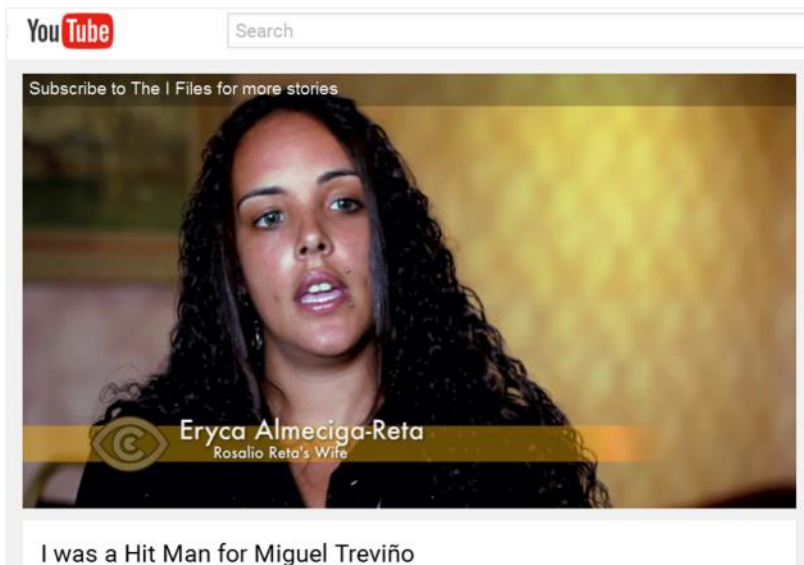 YouTube
Search
Subscribe to The I Files for more stories
Eryca Almeciga-Reta
Rosalio Reta's Wife
I was a Hit Man for Miguel Treviño